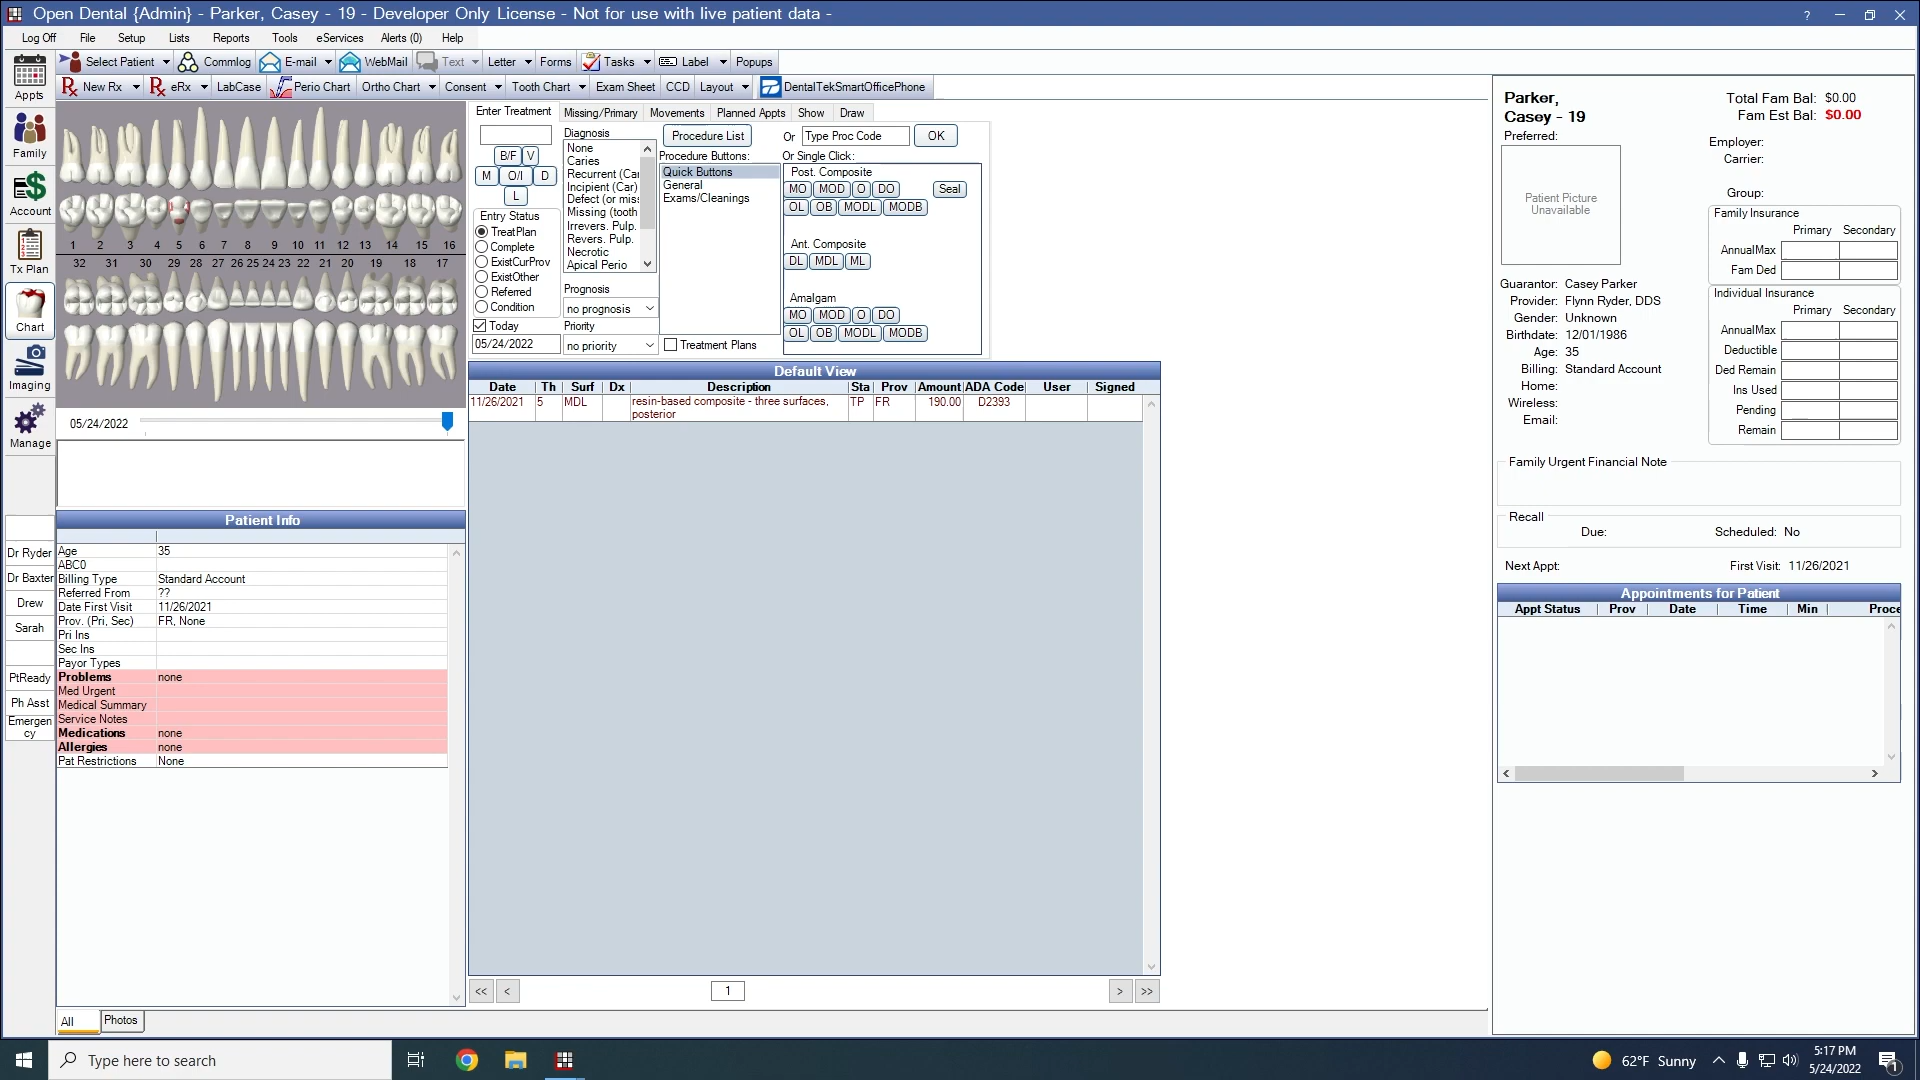 Open Dental {Admin} - Parker, Casey - 19 - Developer Only License - Not for use with live patient data -
Log Off File Setup Lists Reports Tools eServices Alerts (0) Help
Select Patient Commlog E-mail WebMail Text Letter Forms Tasks Label Popups
New Rx eRx LabCase Perio Chart Ortho Chart Consent Tooth Chart Exam Sheet CCD Layout DentalTekSmartOfficePhone
Appts
Family
Account
Tx Plan
Chart
Imaging
Manage
Dr Ryder
Dr Baxter
Drew
Sarah
PtReady
Ph Asst
Emergen
cy
1 2 3 4 5 6 7 8 9 10 11 12 13 14 15 16
32 31 30 29 28 27 26 25 24 23 22 21 20 19 18 17
05/24/2022
Patient Info
Age 35
ABC0
Billing Type Standard Account
Referred From ??
Date First Visit 11/26/2021
Prov. (Pri, Sec) FR, None
Pri Ins
Sec Ins
Payor Types
Problems none
Med Urgent
Medical Summary
Service Notes
Medications none
Allergies none
Pat Restrictions None
All Photos
Enter Treatment Missing/Primary Movements Planned Appts Show Draw
B/F V
M O/I D
L
Entry Status
TreatPlan
Complete
ExistCurProv
ExistOther
Referred
Condition
Today
05/24/2022
Diagnosis
None
Caries
Recurrent (Car
Incipient (Car)
Defect (or miss
Missing (tooth
Irrevers. Pulp.
Revers. Pulp.
Necrotic
Apical Perio
Prognosis
no prognosis
Priority
no priority
Procedure List
Procedure Buttons:
Quick Buttons
General
Exams/Cleanings
Treatment Plans
Or Type Proc Code OK
Or Single Click:
Post. Composite
MO MOD O DO Seal
OL OB MODL MODB
Ant. Composite
DL MDL ML
Amalgam
MO MOD O DO
OL OB MODL MODB
Default View
Date Th Surf Dx Description Sta Prov Amount ADA Code User Signed
11/26/2021 5 MDL resin-based composite - three surfaces, TP FR 190.00 D2393
posterior
<< < 1 > >>
Parker,
Casey - 19
Preferred:
Patient Picture
Unavailable
Total Fam Bal: $0.00
Fam Est Bal: $0.00
Employer:
Carrier:
Group:
Family Insurance
Primary Secondary
AnnualMax
Fam Ded
Individual Insurance
Primary Secondary
AnnualMax
Deductible
Ded Remain
Ins Used
Pending
Remain
Guarantor: Casey Parker
Provider: Flynn Ryder, DDS
Gender: Unknown
Birthdate: 12/01/1986
Age: 35
Billing: Standard Account
Home:
Wireless:
Email:
Family Urgent Financial Note
Recall
Due: Scheduled: No
Next Appt: First Visit: 11/26/2021
Appointments for Patient
Appt Status Prov Date Time Min Proce
Type here to search
62°F Sunny
5:17 PM
5/24/2022
1